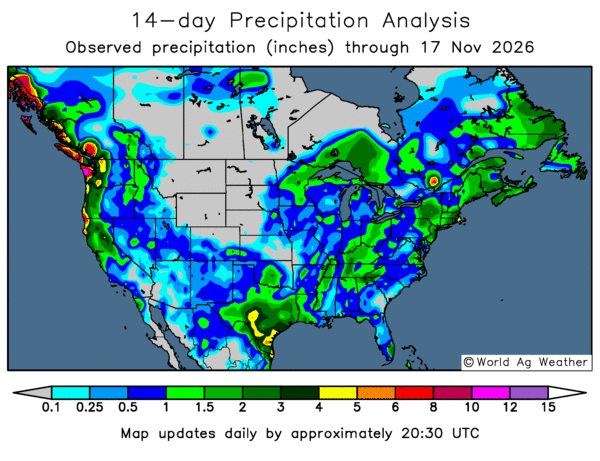 14-day Precipitation Analysis
Observed precipitation (inches) through 17 Nov 2026
© World Ag Weather
0.1 0.25 0.5 1 1.5 2 3 4 5 6 8 10 12 15
Map updates daily by approximately 20:30 UTC